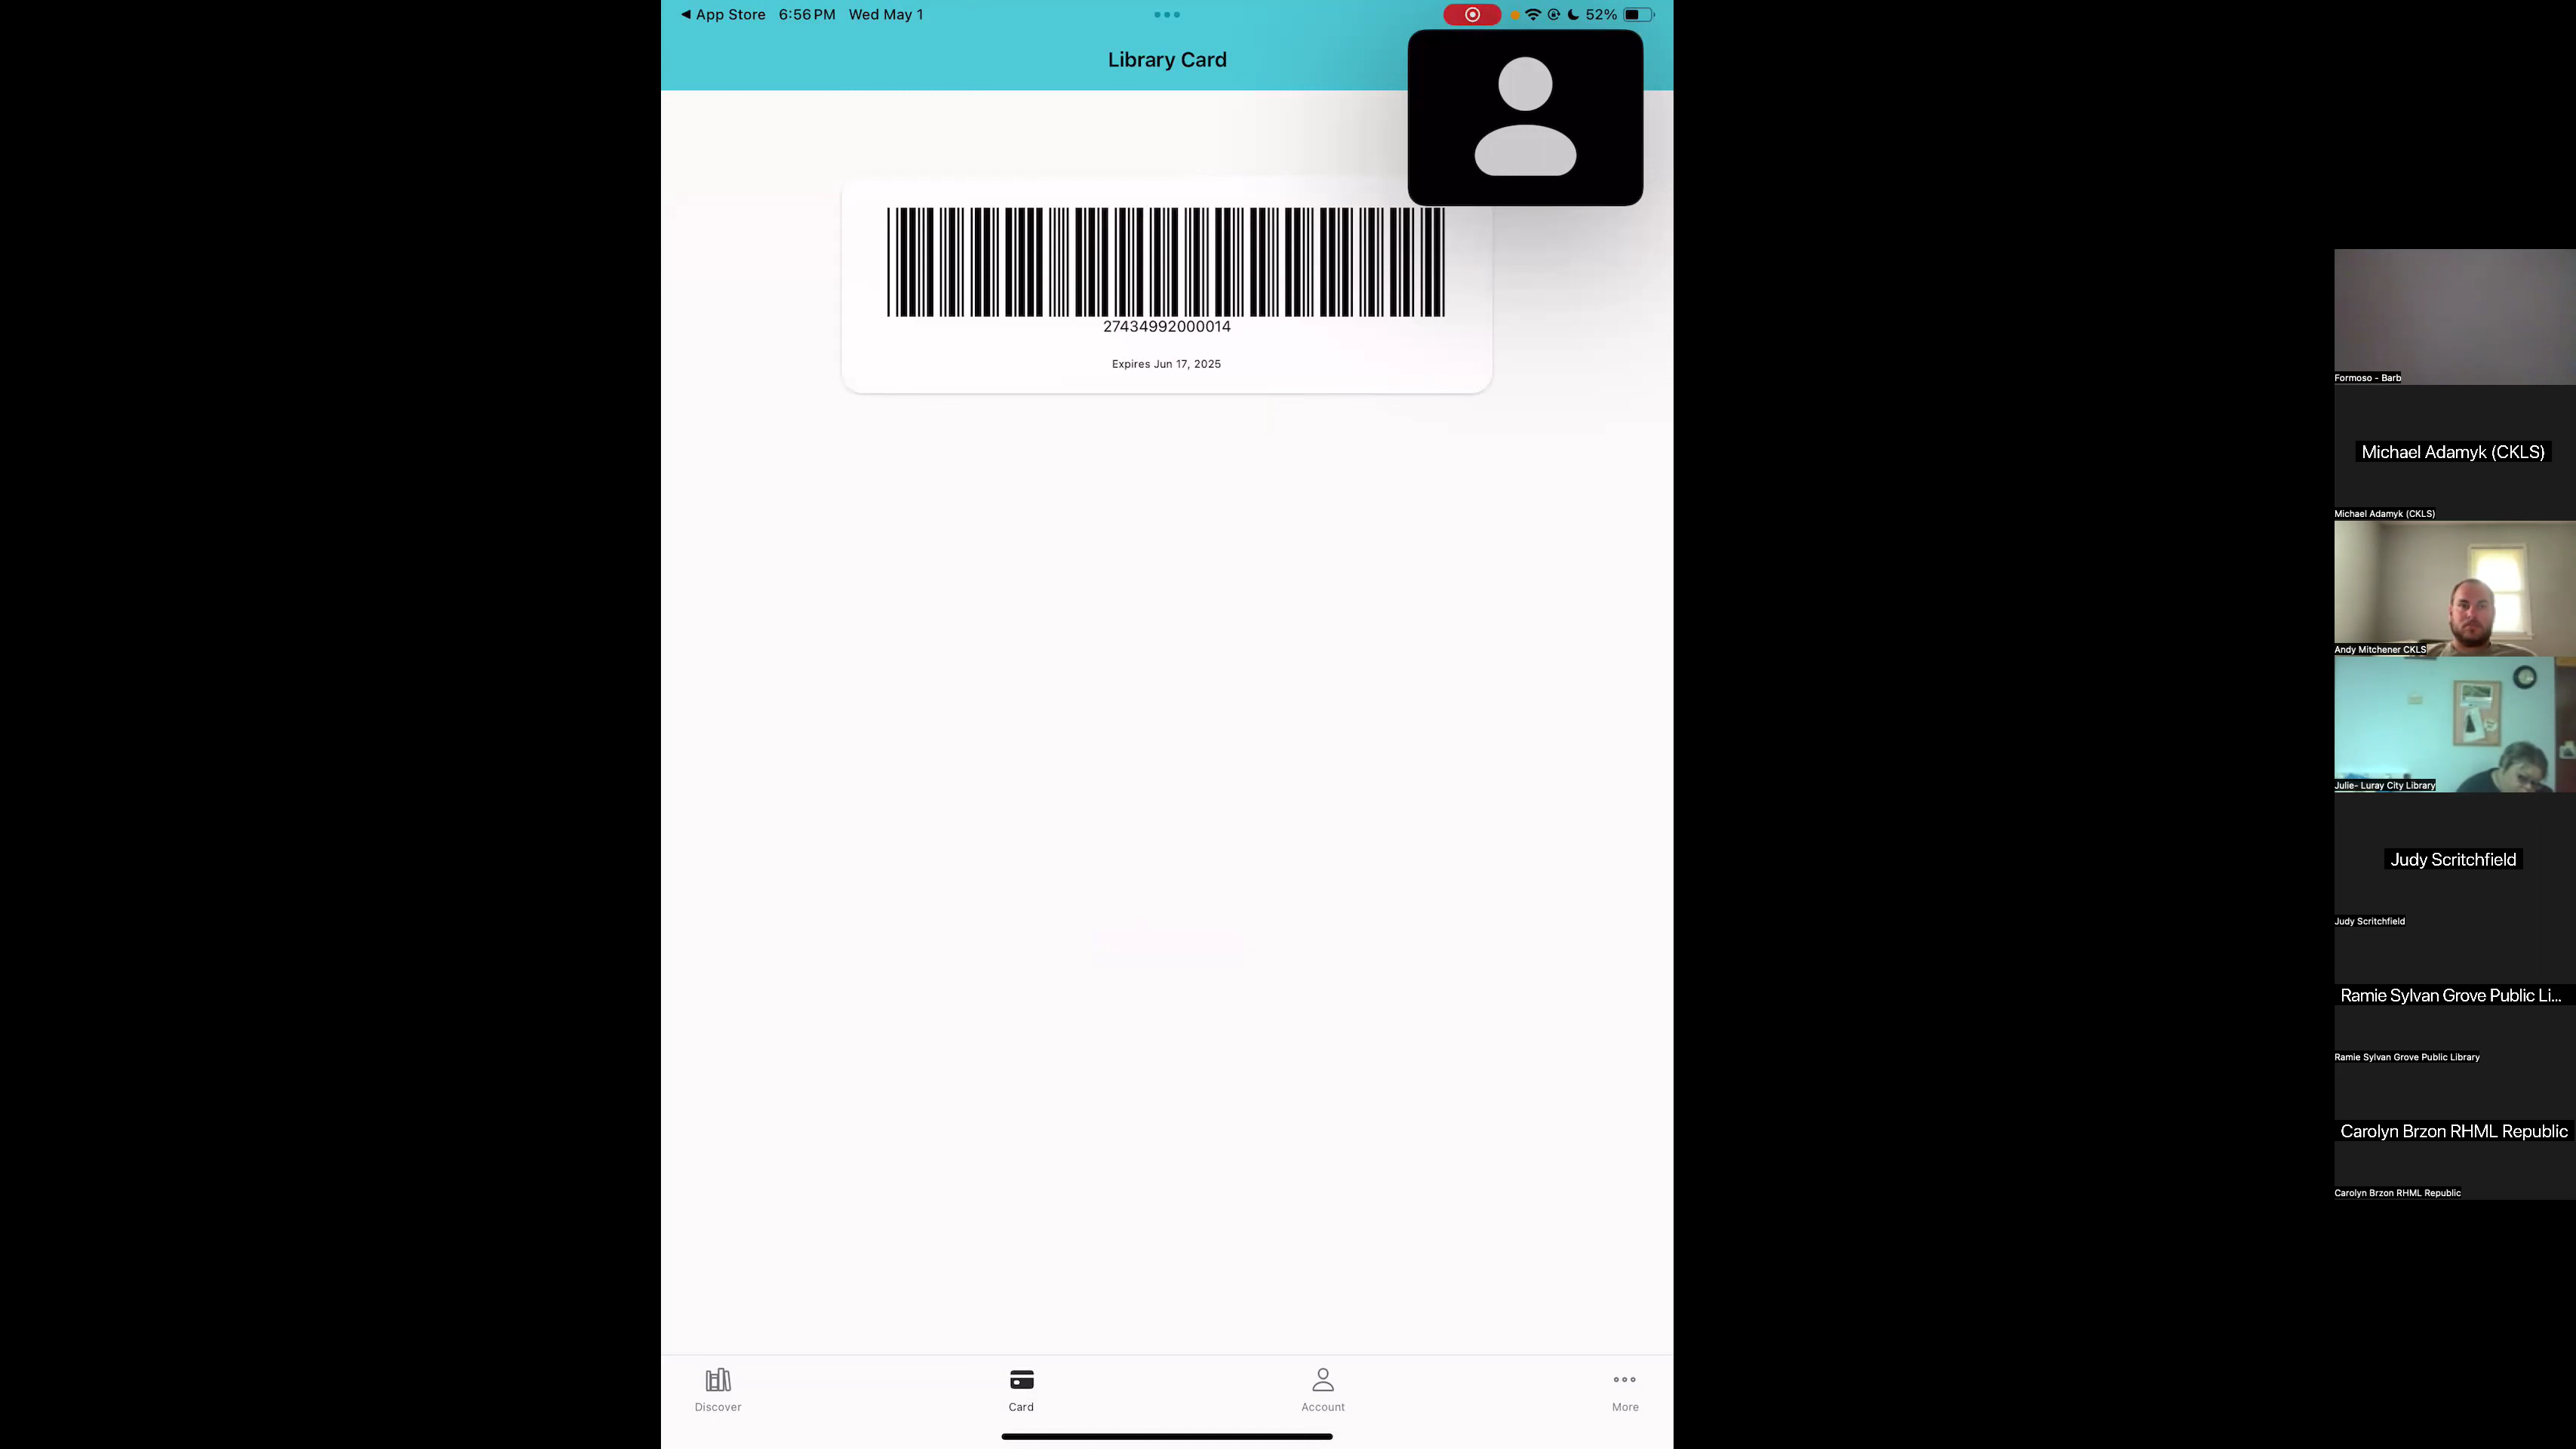 ◀ App Store 6:56 PM Wed May 1
52%
Library Card
27434992000014
Expires Jun 17, 2025
Discover
Card
Account
More
Formoso - Barb
Michael Adamyk (CKLS)
Michael Adamyk (CKLS)
Andy Mitchener CKLS
Julie- Luray City Library
Judy Scritchfield
Judy Scritchfield
Ramie Sylvan Grove Public Li...
Ramie Sylvan Grove Public Library
Carolyn Brzon RHML Republic
Carolyn Brzon RHML Republic